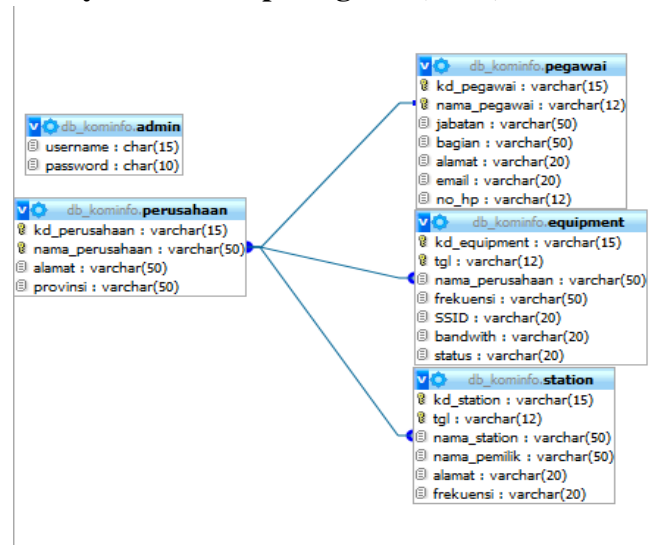 db_kominfo.pegawai
kd_pegawai : varchar(15)
nama_pegawai : varchar(12)
jabatan : varchar(50)
bagian : varchar(50)
alamat : varchar(20)
email : varchar(20)
no_hp : varchar(12)
db_kominfo.admin
username : char(15)
password : char(10)
db_kominfo.perusahaan
kd_perusahaan : varchar(15)
nama_perusahaan : varchar(50)
alamat : varchar(50)
provinsi : varchar(50)
db_kominfo.equipment
kd_equipment : varchar(15)
tgl : varchar(12)
nama_perusahaan : varchar(50)
frekuensi : varchar(50)
SSID : varchar(20)
bandwith : varchar(20)
status : varchar(20)
db_kominfo.station
kd_station : varchar(15)
tgl : varchar(12)
nama_station : varchar(50)
nama_pemilik : varchar(50)
alamat : varchar(20)
frekuensi : varchar(20)